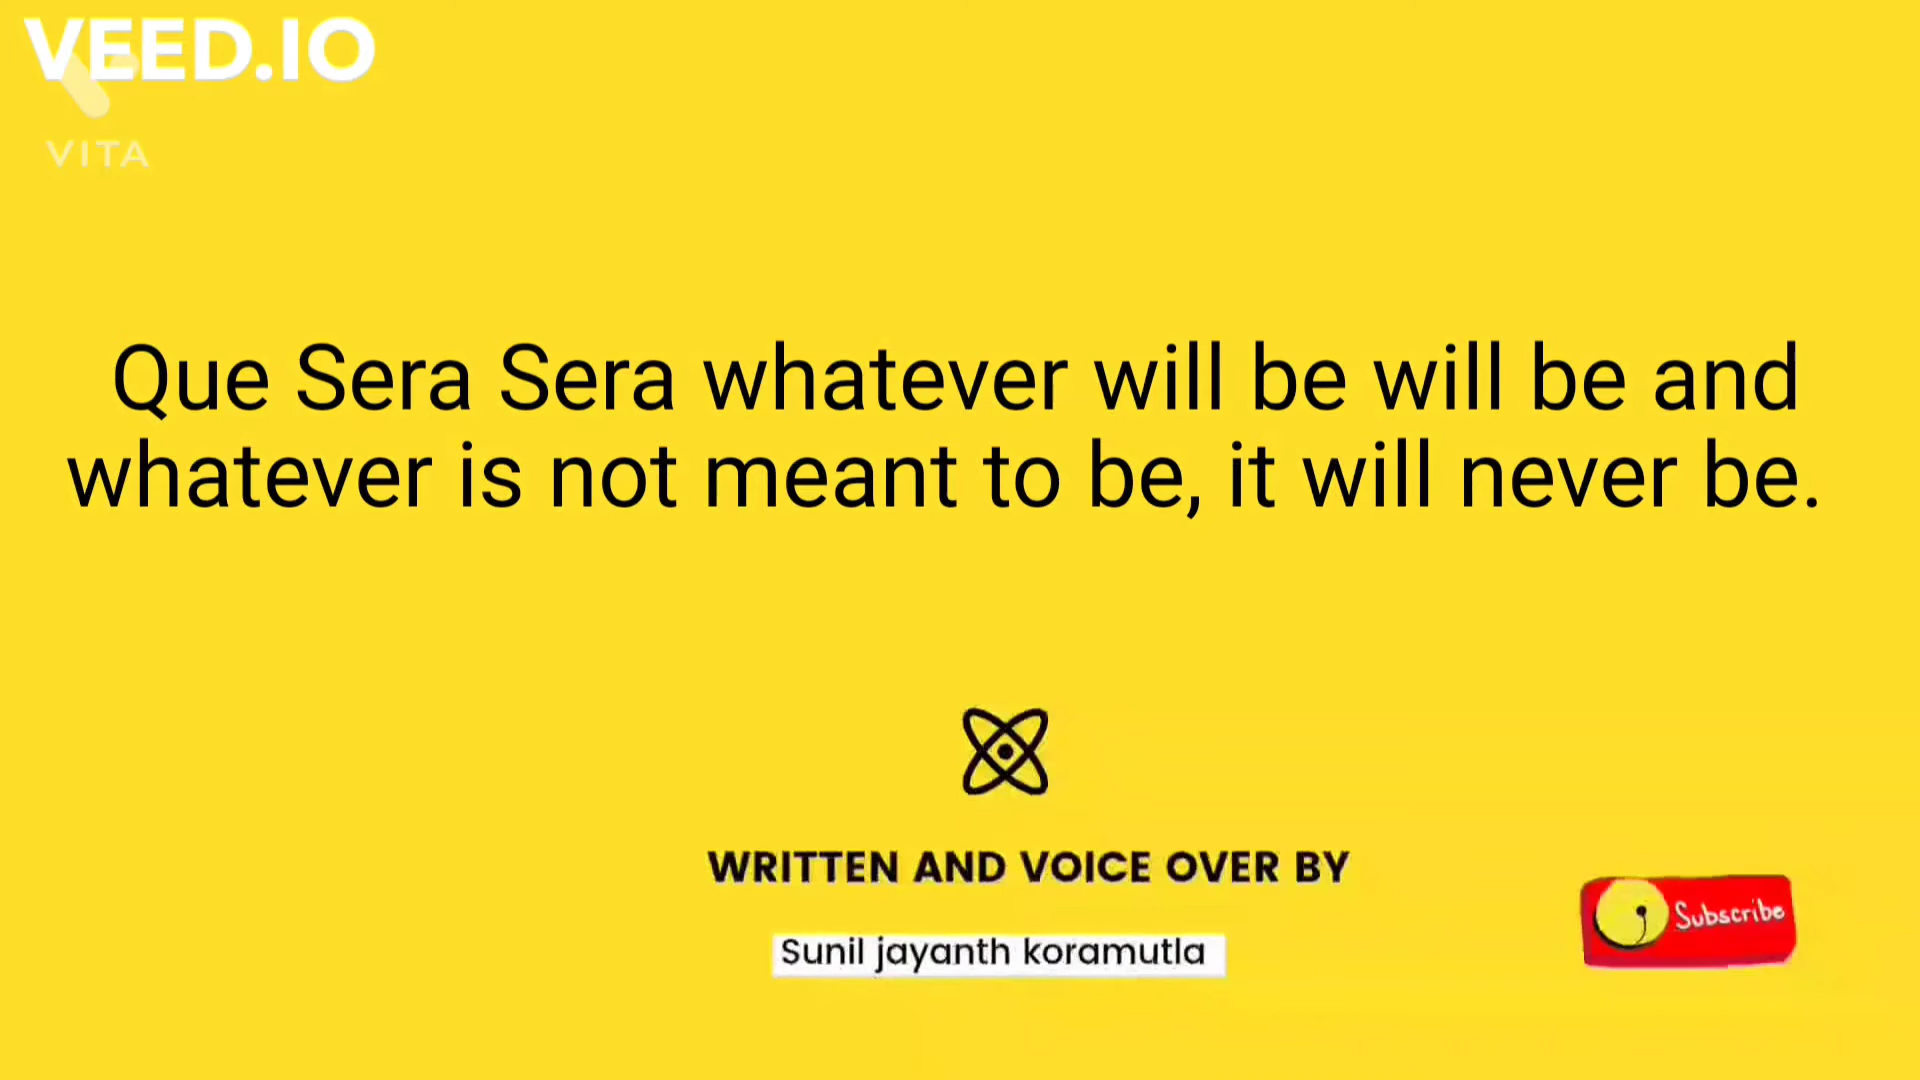 VEED.IO
VITA
Que Sera Sera whatever will be will be and
whatever is not meant to be, it will never be.
WRITTEN AND VOICE OVER BY
Sunil jayanth koramutla
Subscribe